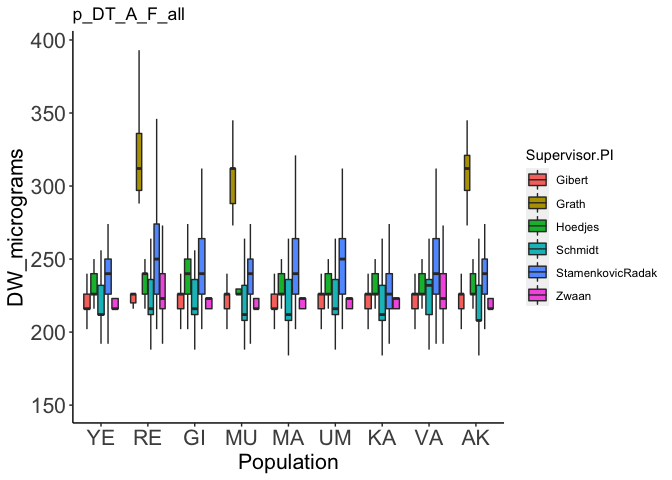 p_DT_A_F_all
400
350
300
250
200
150
DW_micrograms
YE RE GI MU MA UM KA VA AK
Population
Supervisor.PI
Gibert
Grath
Hoedjes
Schmidt
StamenkovicRadak
Zwaan